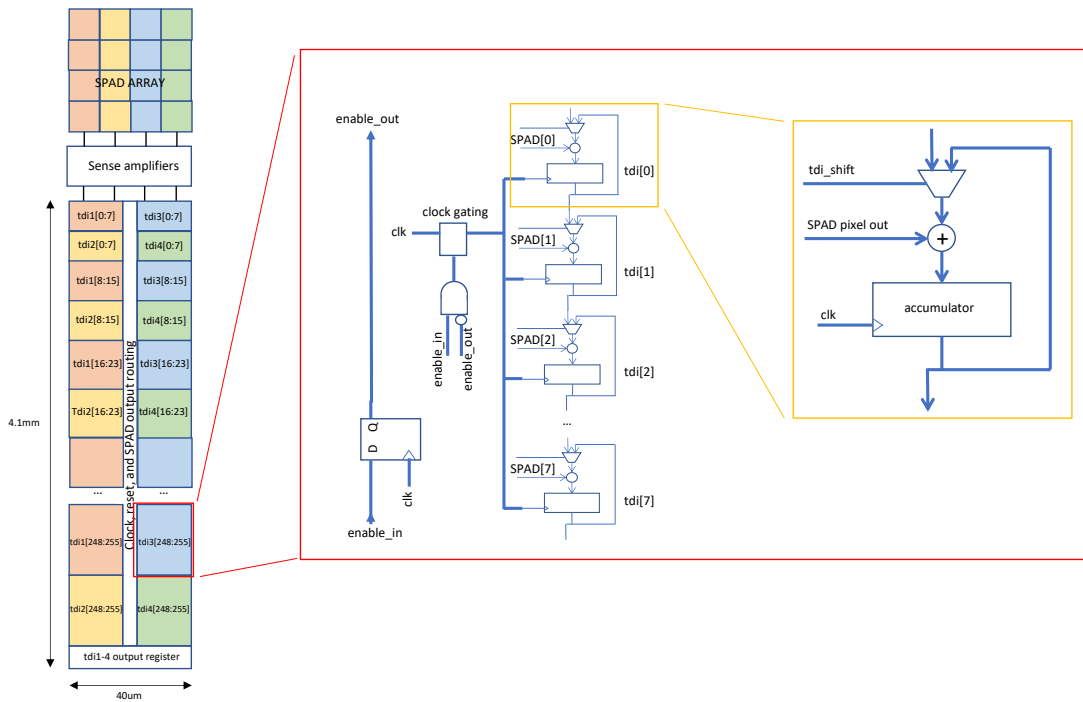 SPAD ARRAY
Sense amplifiers
tdi1[0:7]
tdi3[0:7]
tdi2[0:7]
tdi4[0:7]
tdi1[8:15]
tdi3[8:15]
tdi2[8:15]
tdi4[8:15]
tdi1[16:23]
tdi3[16:23]
Tdi2[16:23]
tdi4[16:23]
...
...
tdi1[248:255]
tdi3[248:255]
tdi2[248:255]
tdi4[248:255]
Clock, reset, and SPAD output routing
tdi1-4 output register
4.1mm
40um
enable_out
Q
D
clk
enable_in
clk
clock gating
enable_in
enable_out
SPAD[0]
tdi[0]
SPAD[1]
tdi[1]
SPAD[2]
tdi[2]
...
SPAD[7]
tdi[7]
tdi_shift
SPAD pixel out
+
accumulator
clk